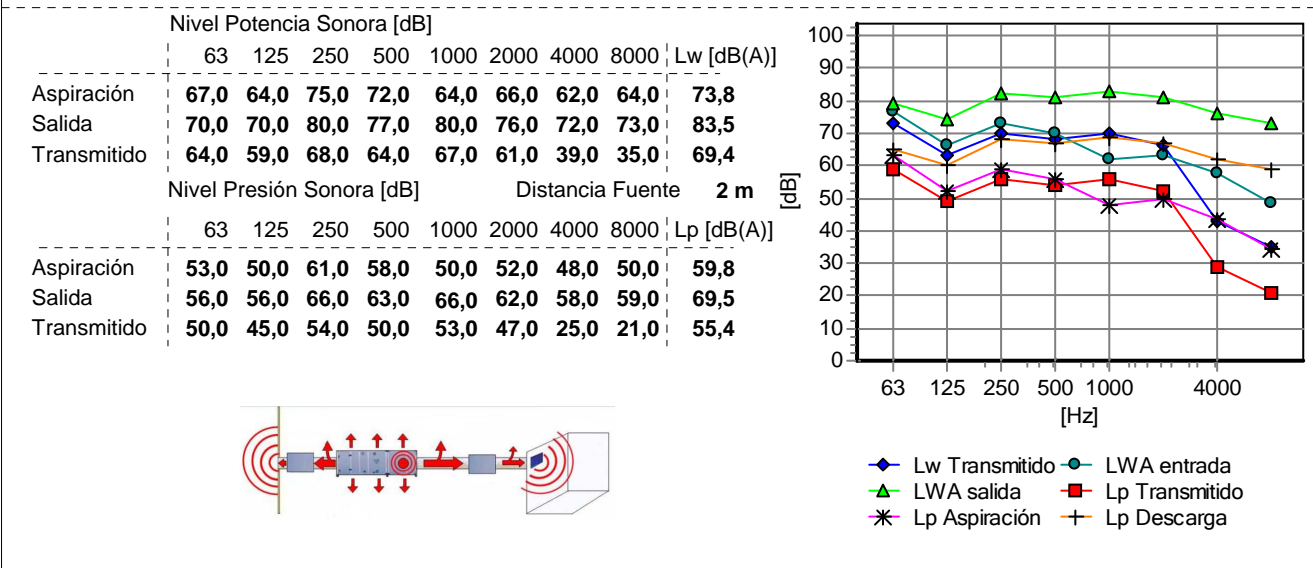 Nivel Potencia Sonora [dB]
63 125 250 500 1000 2000 4000 8000 Lw [dB(A)]
Aspiración 67,0 64,0 75,0 72,0 64,0 66,0 62,0 64,0 73,8
Salida 70,0 70,0 80,0 77,0 80,0 76,0 72,0 73,0 83,5
Transmitido 64,0 59,0 68,0 64,0 67,0 61,0 39,0 35,0 69,4
Nivel Presión Sonora [dB] Distancia Fuente 2 m
63 125 250 500 1000 2000 4000 8000 Lp [dB(A)]
Aspiración 53,0 50,0 61,0 58,0 50,0 52,0 48,0 50,0 59,8
Salida 56,0 56,0 66,0 63,0 66,0 62,0 58,0 59,0 69,5
Transmitido 50,0 45,0 54,0 50,0 53,0 47,0 25,0 21,0 55,4
100
90
80
70
60
50
40
30
20
10
0
[dB]
63 125 250 500 1000 4000
[Hz]
Lw Transmitido LWA entrada
LWA salida Lp Transmitido
Lp Aspiración Lp Descarga